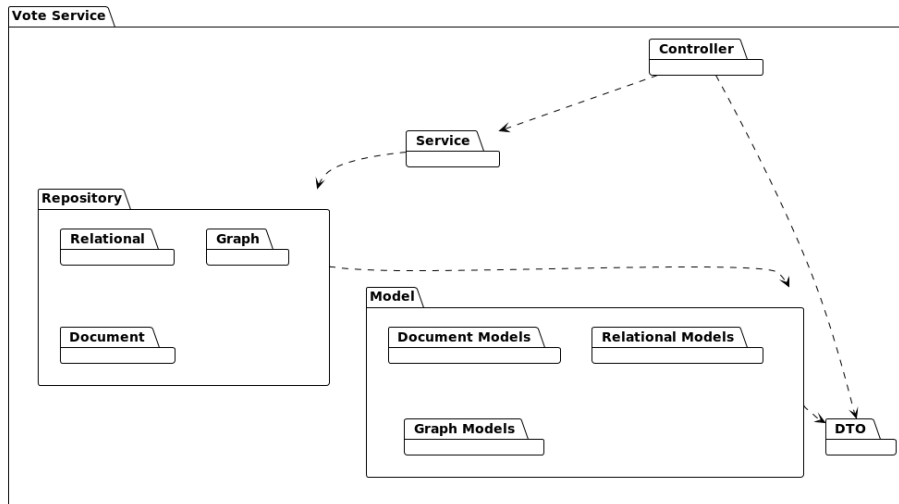 Vote Service
Controller
Service
Repository
Relational
Graph
Document
Model
Document Models
Relational Models
Graph Models
DTO